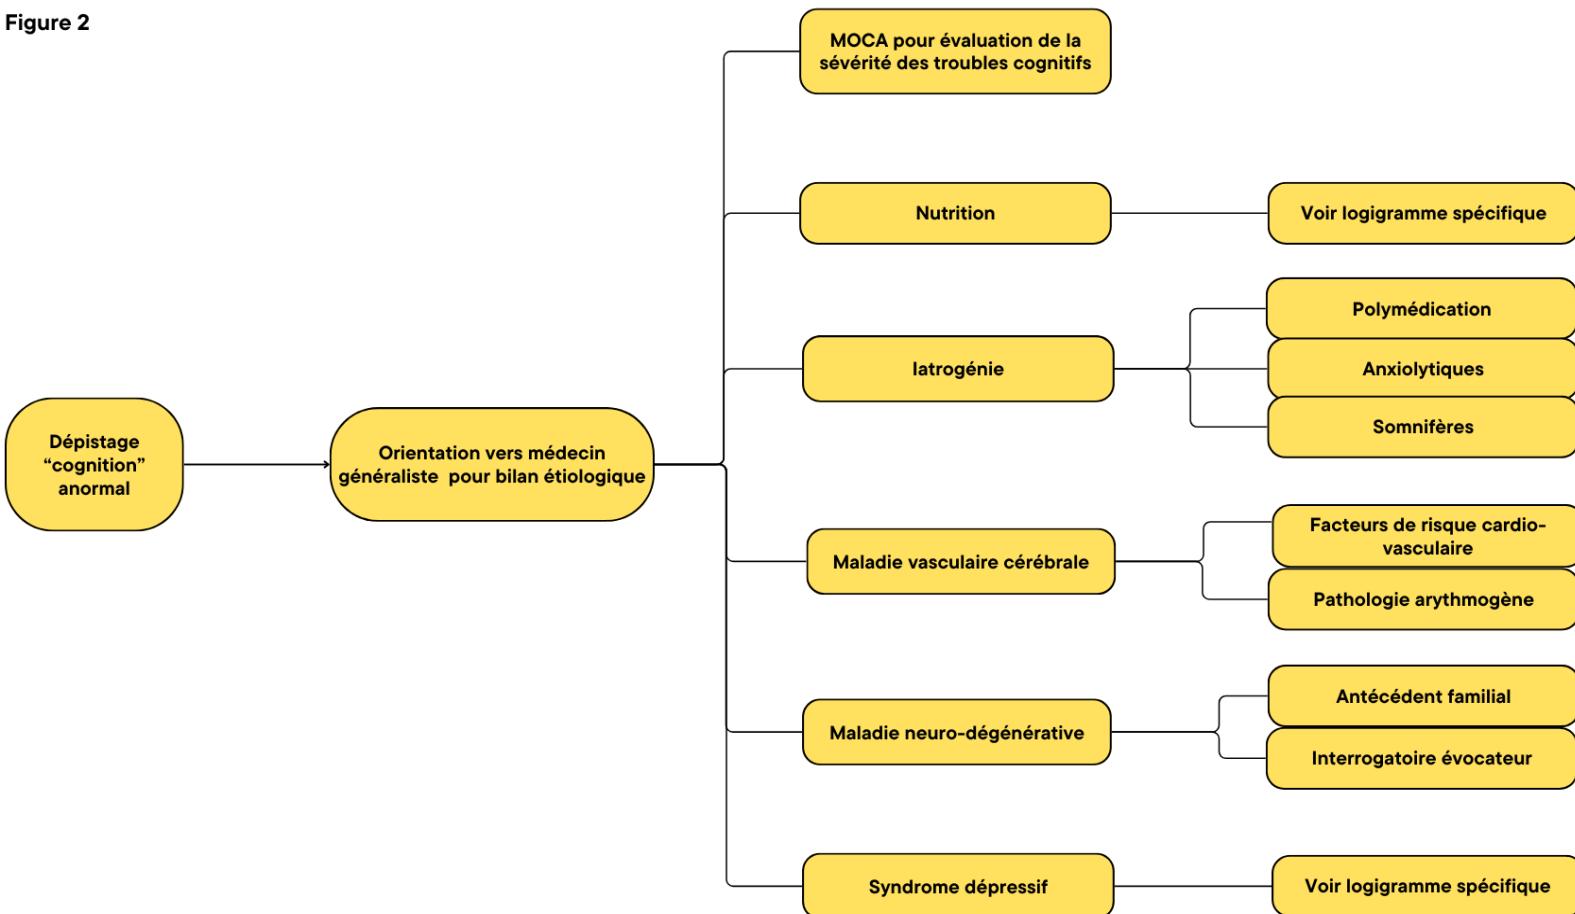 Figure 2
MOCA pour évaluation de la
sévérité des troubles cognitifs
Nutrition
Voir logigramme spécifique
Polymédication
Iatrogénie
Anxiolytiques
Somnifères
Dépistage
“cognition”
anormal
Orientation vers médecin
généraliste pour bilan étiologique
Maladie vasculaire cérébrale
Facteurs de risque cardio-
vasculaire
Pathologie arythmogène
Maladie neuro-dégénérative
Antécédent familial
Interrogatoire évocateur
Syndrome dépressif
Voir logigramme spécifique